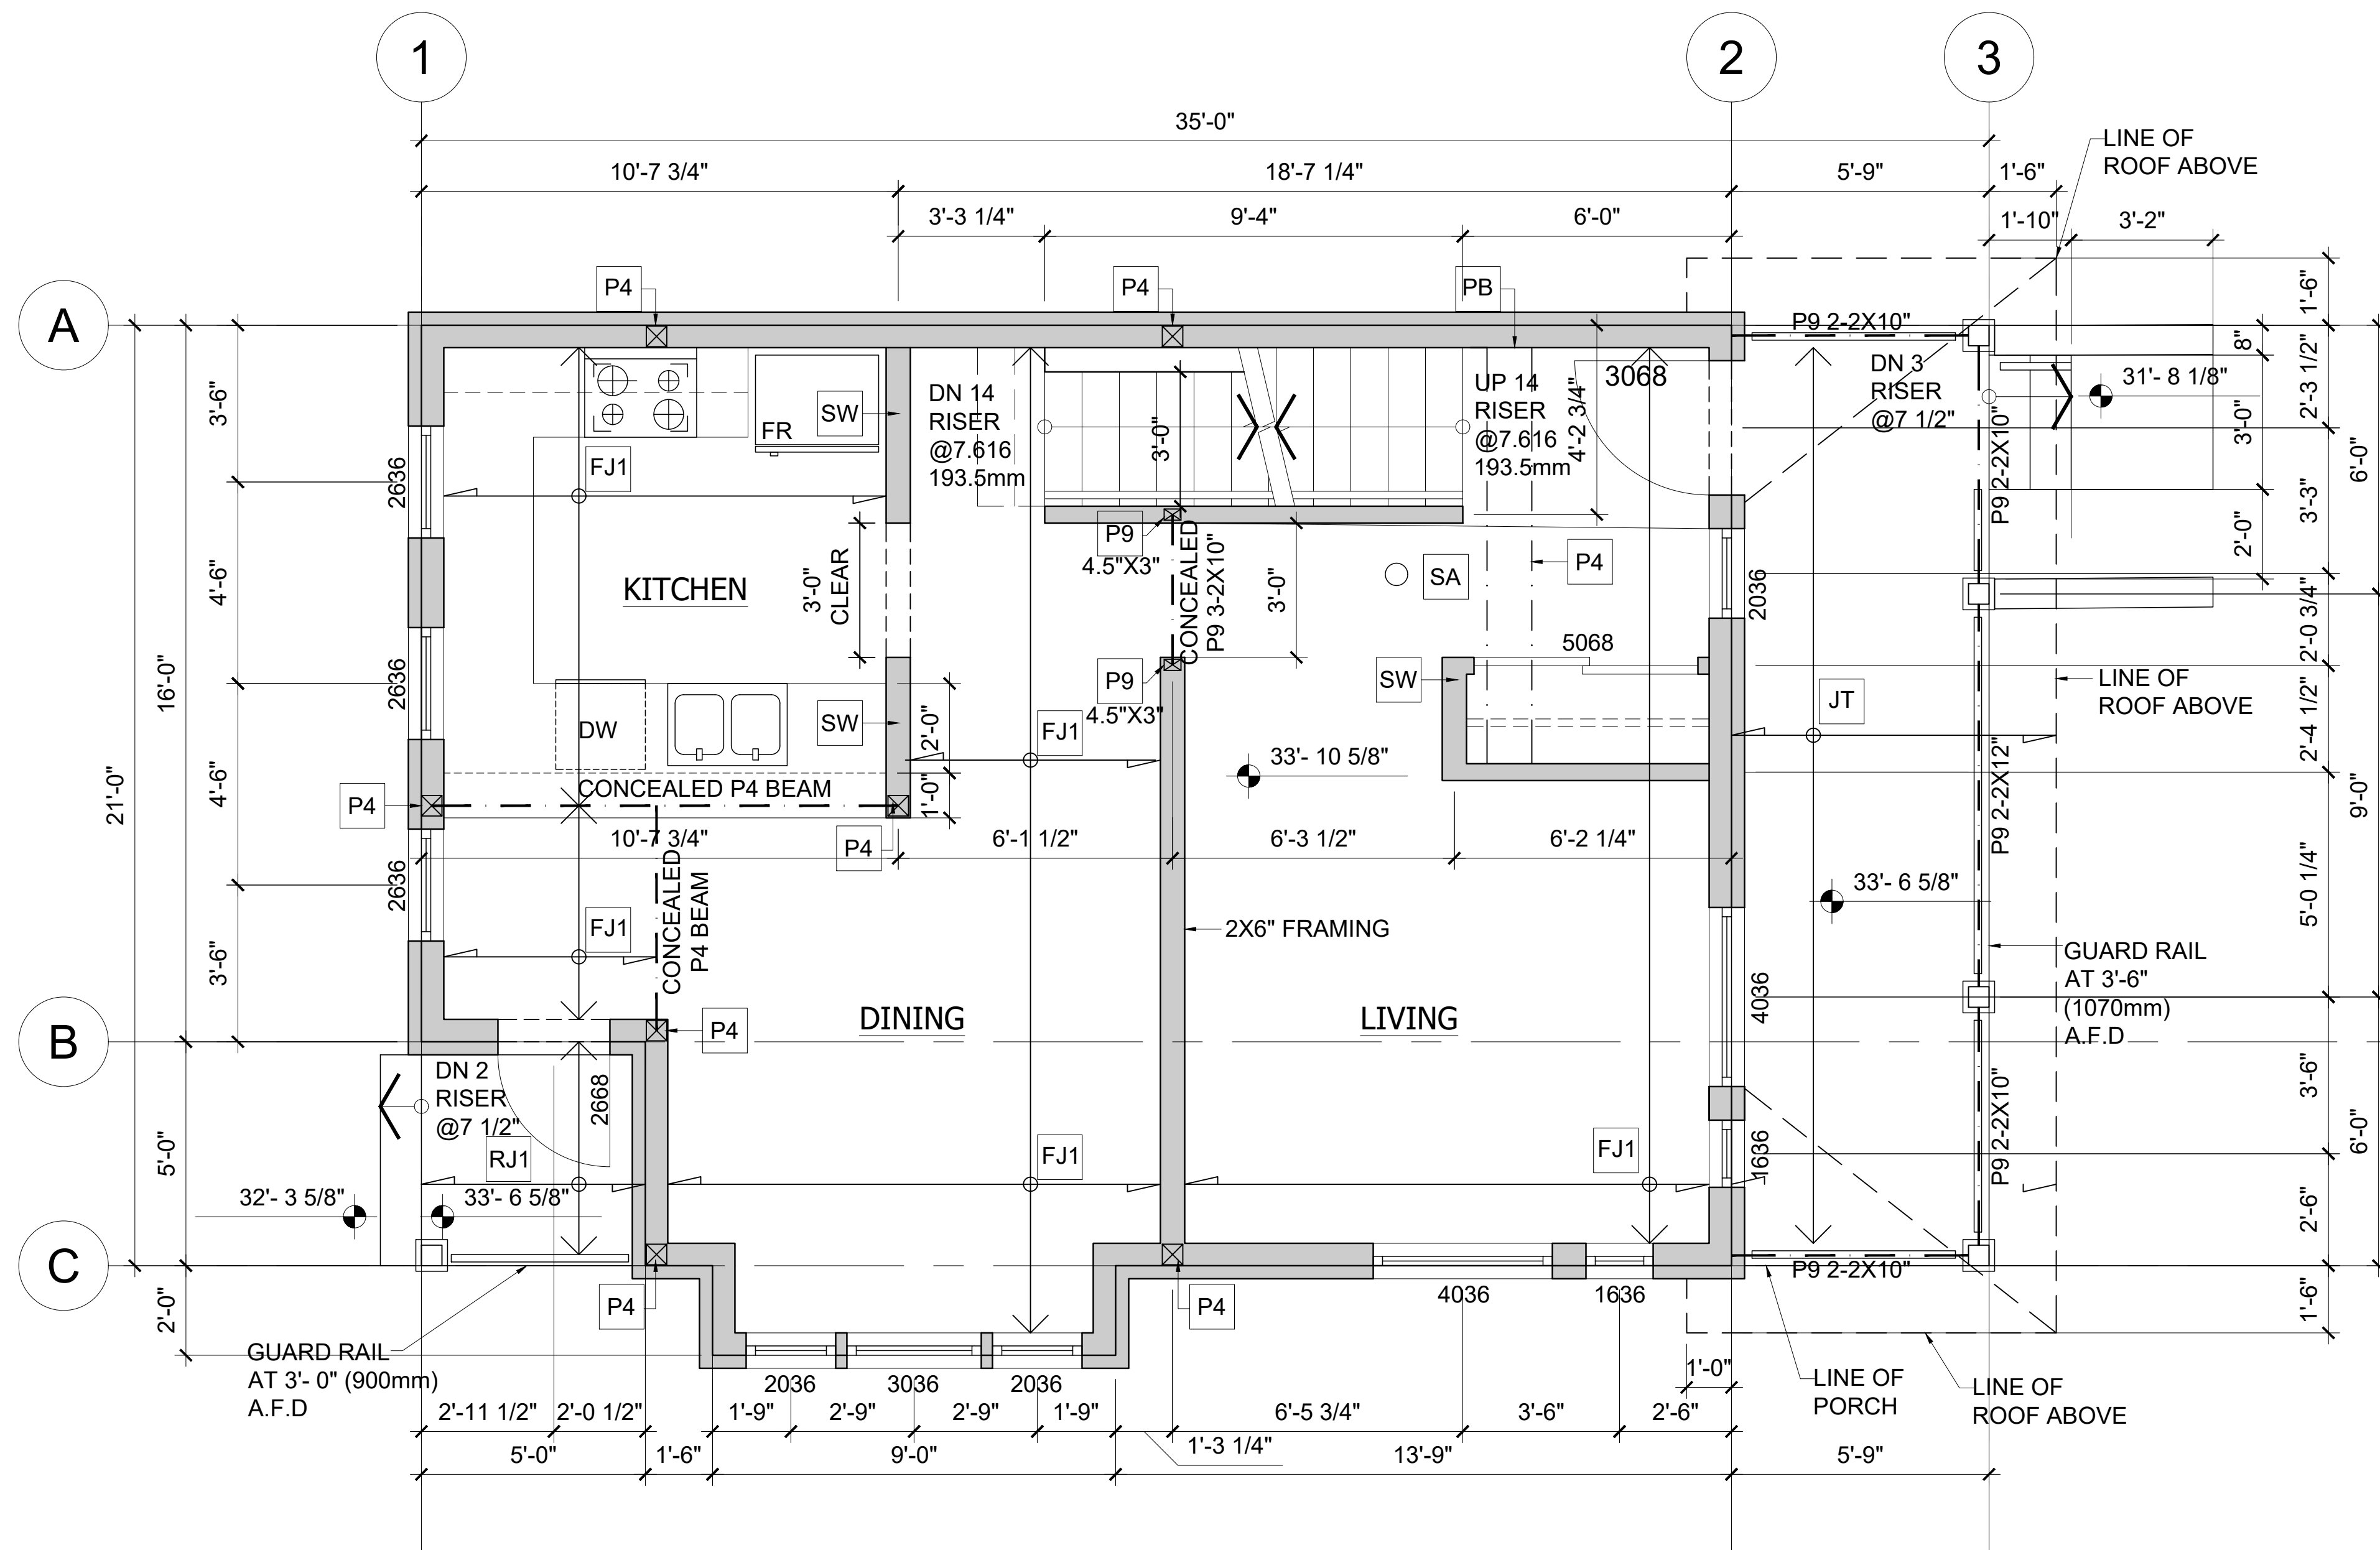 1
2
3
35'-0"
10'-7 3/4"
18'-7 1/4"
5'-9"
1'-6"
LINE OF
ROOF ABOVE
3'-3 1/4"
9'-4"
6'-0"
1'-10"
3'-2"
A
P4
P4
PB
P9 2-2X10"
1'-6"
8"
2'-3 1/2"
3'-0"
6'-0"
3'-3"
2'-0"
3'-6"
2636
4'-6"
2636
16'-0"
21'-0"
4'-6"
2636
3'-6"
FR
SW
FJ1
DN 14
RISER
@7.616
193.5mm
3'-0"
UP 14
RISER
@7.616
193.5mm
4'-2 3/4"
3068
DN 3
RISER
@7 1/2"
31'- 8 1/8"
P9 2-2X10"
KITCHEN
3'-0"
CLEAR
P9
4.5"X3"
CONCEALED
P9 3-2X10"
3'-0"
SA
P4
2036
5068
SW
P9
4.5"X3"
FJ1
DW
SW
2'-0"
1'-0"
CONCEALED P4 BEAM
P4
P4
10'-7 3/4"
6'-1 1/2"
6'-3 1/2"
6'-2 1/4"
33'- 10 5/8"
JT
LINE OF
ROOF ABOVE
2'-0 3/4"
2'-4 1/2"
9'-0"
5'-0 1/4"
P9 2-2X12"
33'- 6 5/8"
FJ1
CONCEALED
P4 BEAM
2X6" FRAMING
GUARD RAIL
AT 3'-6"
(1070mm)
A.F.D
4036
DINING
LIVING
P4
B
DN 2
RISER
@7 1/2"
2668
RJ1
FJ1
FJ1
1636
P9 2-2X10"
3'-6"
6'-0"
2'-6"
1'-6"
5'-0"
2'-0"
32'- 3 5/8"
33'- 6 5/8"
C
P4
P4
4036
1636
P9 2-2X10"
GUARD RAIL
AT 3'- 0" (900mm)
A.F.D
2036
3036
2036
1'-0"
LINE OF
PORCH
LINE OF
ROOF ABOVE
2'-11 1/2"
2'-0 1/2"
1'-9"
2'-9"
2'-9"
1'-9"
6'-5 3/4"
3'-6"
2'-6"
1'-3 1/4"
5'-0"
1'-6"
9'-0"
13'-9"
5'-9"